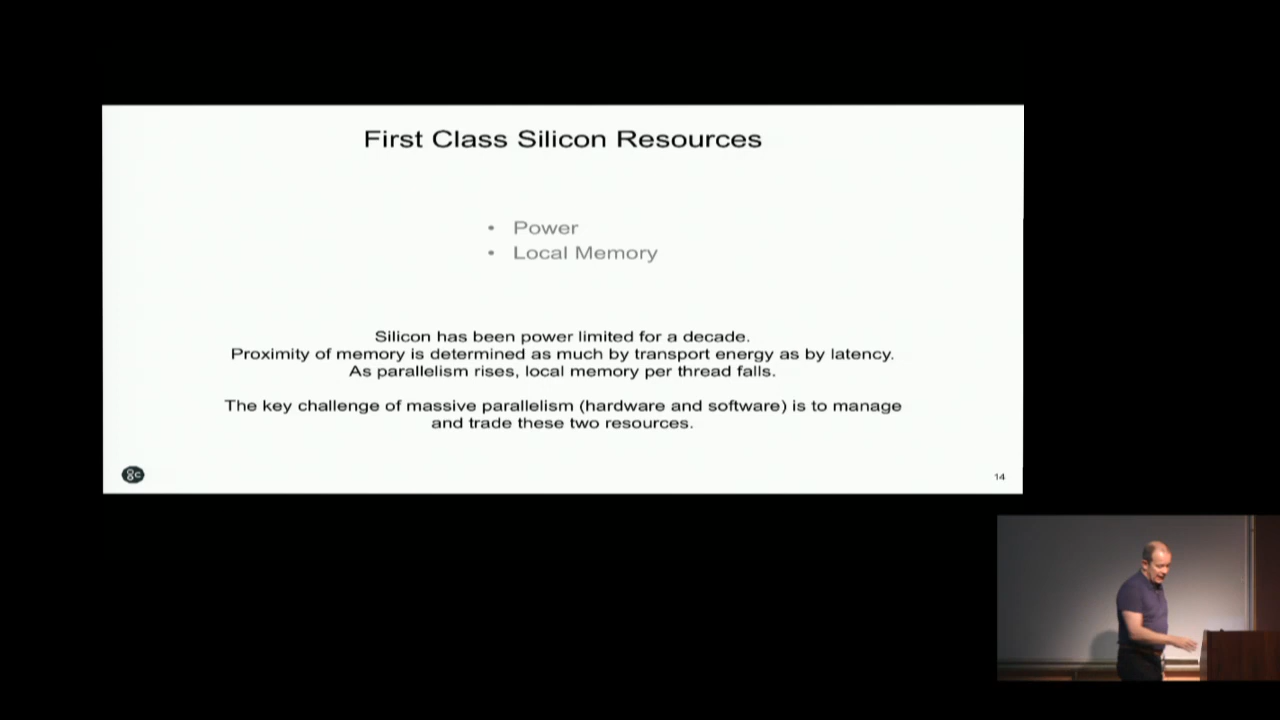 First Class Silicon Resources
• Power
• Local Memory
Silicon has been power limited for a decade.
Proximity of memory is determined as much by transport energy as by latency.
As parallelism rises, local memory per thread falls.
The key challenge of massive parallelism (hardware and software) is to manage
and trade these two resources.
14